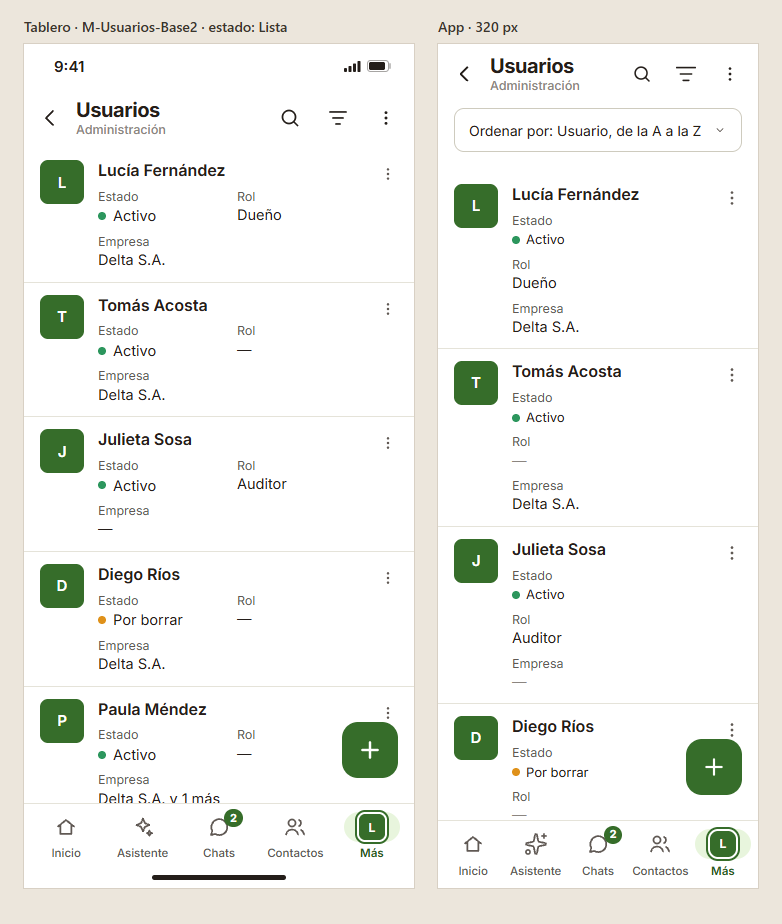 Tablero · M-Usuarios-Base2 · estado: Lista
9:41
Usuarios
Administración
L
Lucía Fernández
Estado
Rol
Activo
Dueño
Empresa
Delta S.A.
T
Tomás Acosta
Estado
Rol
Activo
—
Empresa
Delta S.A.
J
Julieta Sosa
Estado
Rol
Activo
Auditor
Empresa
—
D
Diego Ríos
Estado
Rol
Por borrar
—
Empresa
Delta S.A.
P
Paula Méndez
Estado
Rol
Activo
—
Empresa
Delta S.A. y 1 más
+
2
L
Inicio
Asistente
Chats
Contactos
Más
App · 320 px
Usuarios
Administración
Ordenar por: Usuario, de la A a la Z
L
Lucía Fernández
Estado
Activo
Rol
Dueño
Empresa
Delta S.A.
T
Tomás Acosta
Estado
Activo
Rol
—
Empresa
Delta S.A.
J
Julieta Sosa
Estado
Activo
Rol
Auditor
Empresa
—
D
Diego Ríos
Estado
Por borrar
Rol
—
+
2
L
Inicio
Asistente
Chats
Contactos
Más